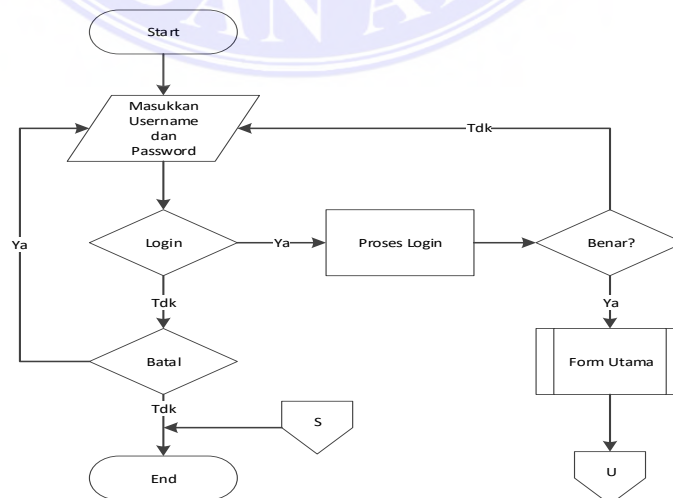 AN A
Start
Masukkan
Username
dan
Password
Tdk
Login
Ya
Proses Login
Benar?
Ya
Tdk
Ya
Batal
Form Utama
Tdk
S
End
U